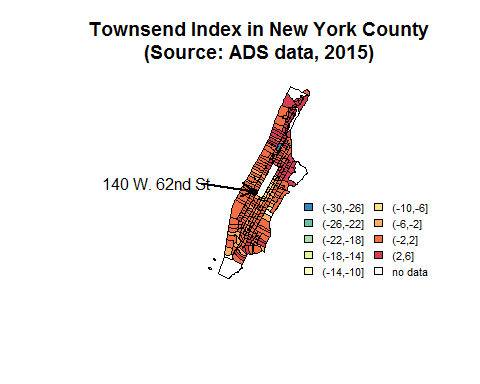 Townsend Index in New York County
(Source: ADS data, 2015)
140 W. 62nd St
(-30,-26]
(-26,-22]
(-22,-18]
(-18,-14]
(-14,-10]
(-10,-6]
(-6,-2]
(-2,2]
(2,6]
no data